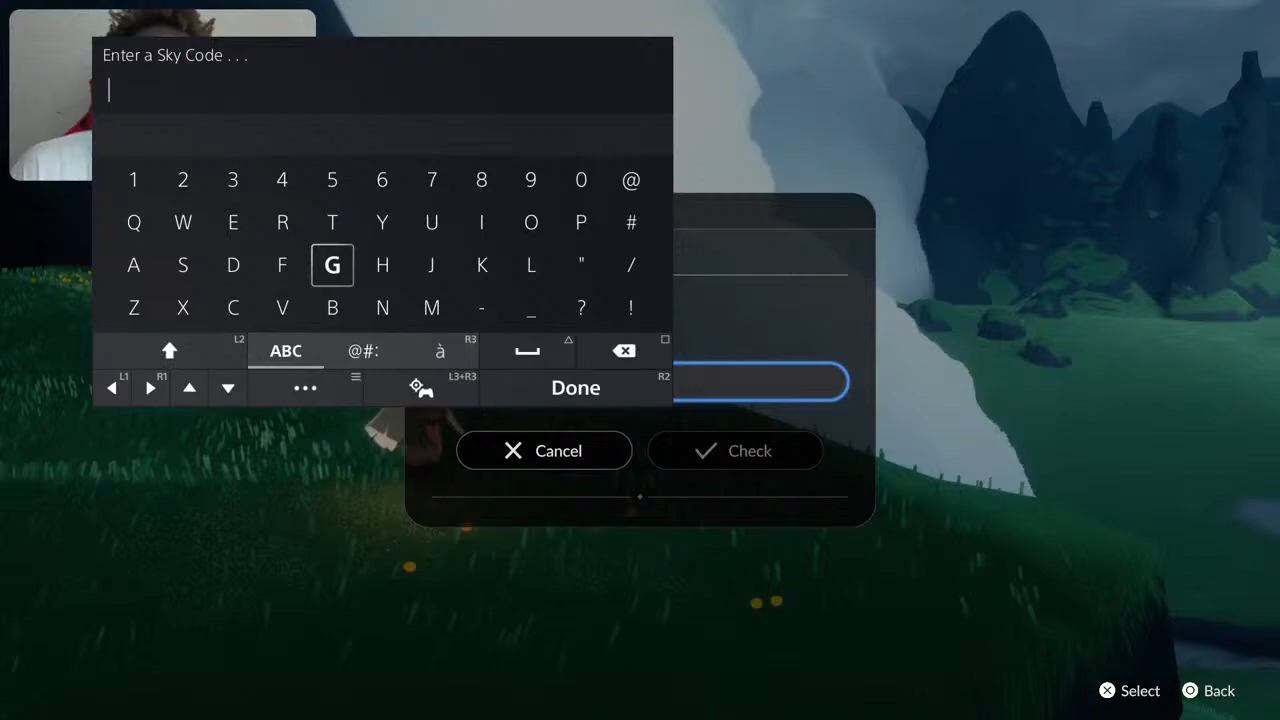 Enter a Sky Code . . .
1 2 3 4 5 6 7 8 9 0 @
Q W E R T Y U I O P #
A S D F G H J K L " /
Z X C V B N M - _ ? !
L2 ABC @#: à R3 △ □
L1 R1 ... L3+R3 Done R2
Cancel Check
Select Back